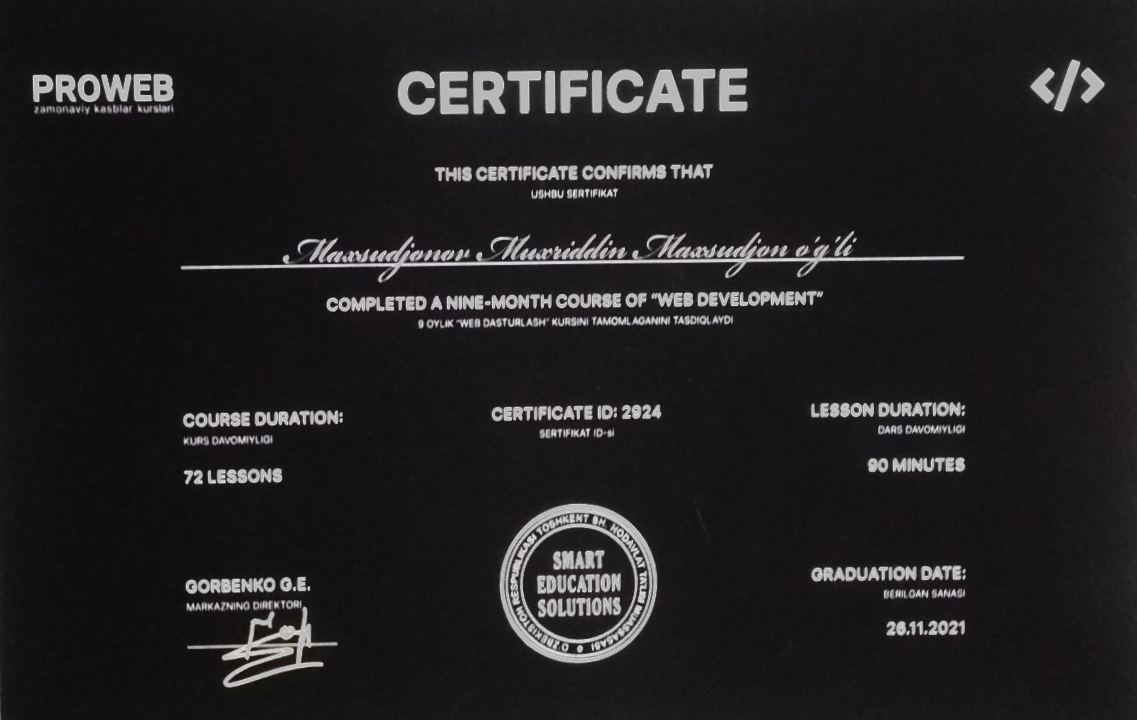 PROWEB
zamonaviy kasblar kurslari
CERTIFICATE
</>
THIS CERTIFICATE CONFIRMS THAT
USHBU SERTIFIKAT
Maxsudjonov Muxriddin Maxsudjon o'g'li
COMPLETED A NINE-MONTH COURSE OF "WEB DEVELOPMENT"
9 OYLIK "WEB DASTURLASH" KURSINI TAMOMLAGANINI TASDIQLAYDI
COURSE DURATION:
KURS DAVOMIYLIGI
72 LESSONS
CERTIFICATE ID: 2924
SERTIFIKAT ID-si
LESSON DURATION:
DARS DAVOMIYLIGI
90 MINUTES
GORBENKO G.E.
MARKAZNING DIREKTORI
O'ZBEKISTON RESPUBLIKASI TOSHKENT SH. NODAVLAT TA'LIM MUASSASASI
SMART
EDUCATION
SOLUTIONS
GRADUATION DATE:
BERILGAN SANASI
26.11.2021